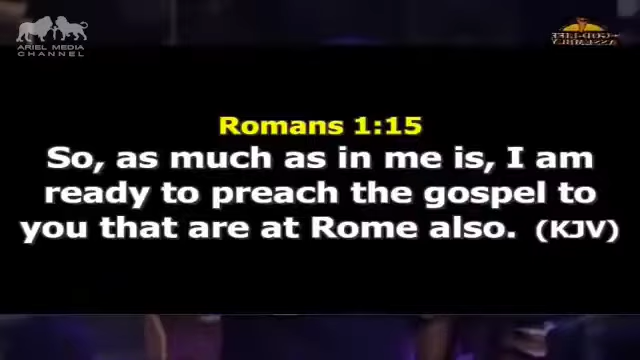 ARIEL MEDIA
CHANNEL
Romans 1:15
So, as much as in me is, I am
ready to preach the gospel to
you that are at Rome also. (KJV)